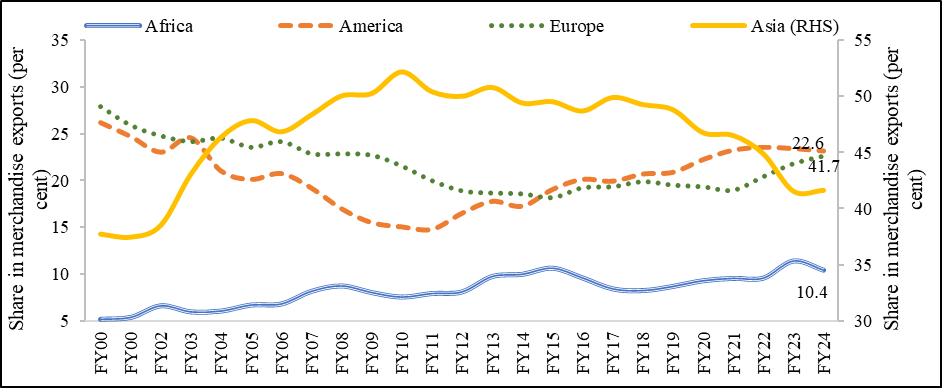 Africa America Europe Asia (RHS)
Share in merchandise exports (per
cent)
35
30
25
20
15
10
5
55
50
45
40
35
30
Share in merchandise exports (per
cent)
22.6
41.7
10.4
FY00 FY00 FY02 FY03 FY04 FY05 FY06 FY07 FY08 FY09 FY10 FY11 FY12 FY13 FY14 FY15 FY16 FY17 FY18 FY19 FY20 FY21 FY22 FY23 FY24